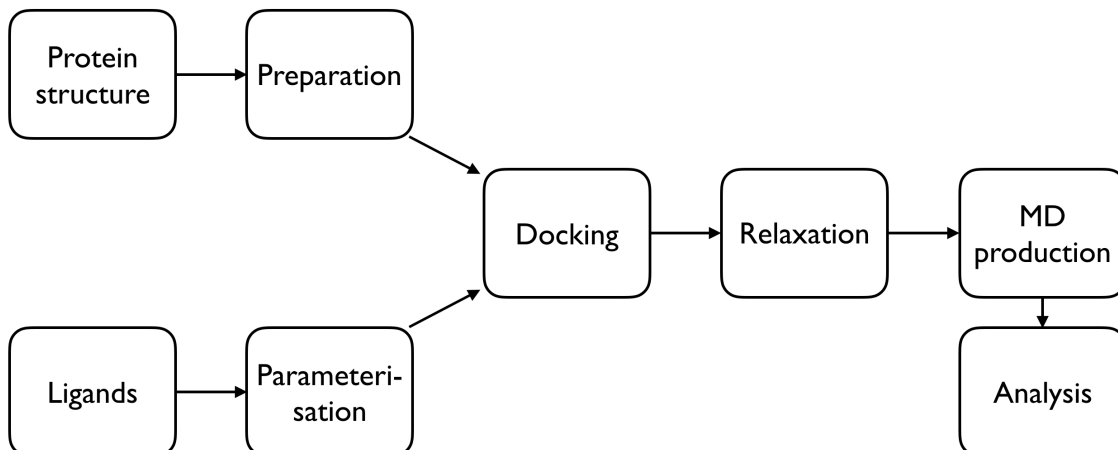 Protein
structure
Preparation
Docking
Relaxation
MD
production
Ligands
Parameteri-
sation
Analysis